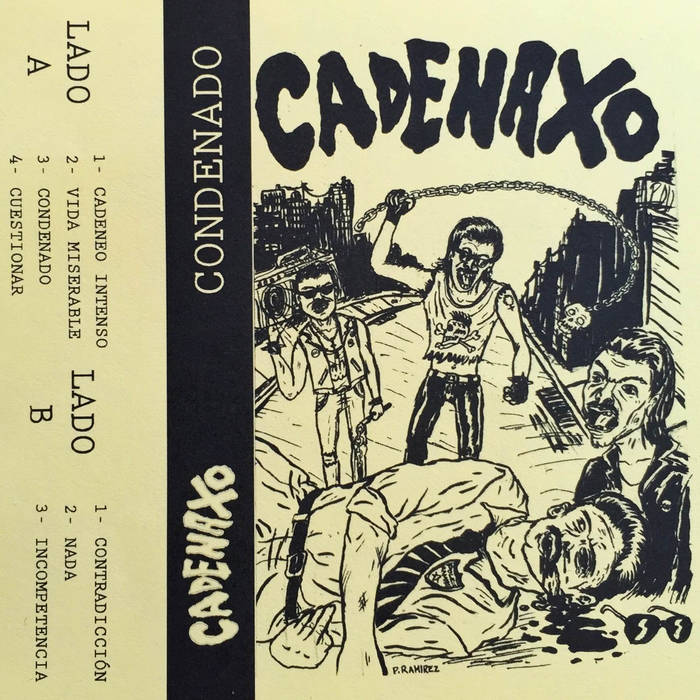 LADO
A
1- CADENEO INTENSO
2- VIDA MISERABLE
3- CONDENADO
4- CUESTIONAR
LADO
B
1- CONTRADICCIÓN
2- NADA
3- INCOMPETENCIA
CONDENADO
CADENAXO
CADENAXO
P. RAMIREZ